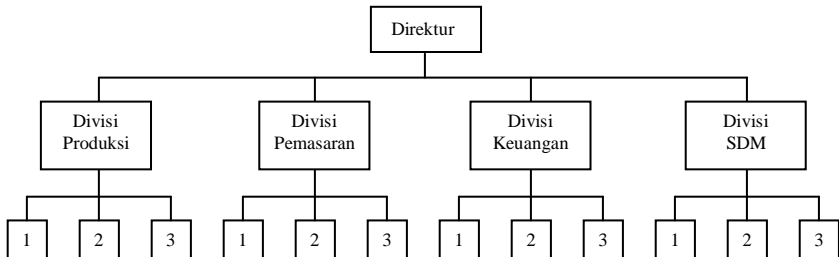 Direktur
Divisi
Produksi
Divisi
Pemasaran
Divisi
Keuangan
Divisi
SDM
1 2 3 1 2 3 1 2 3 1 2 3